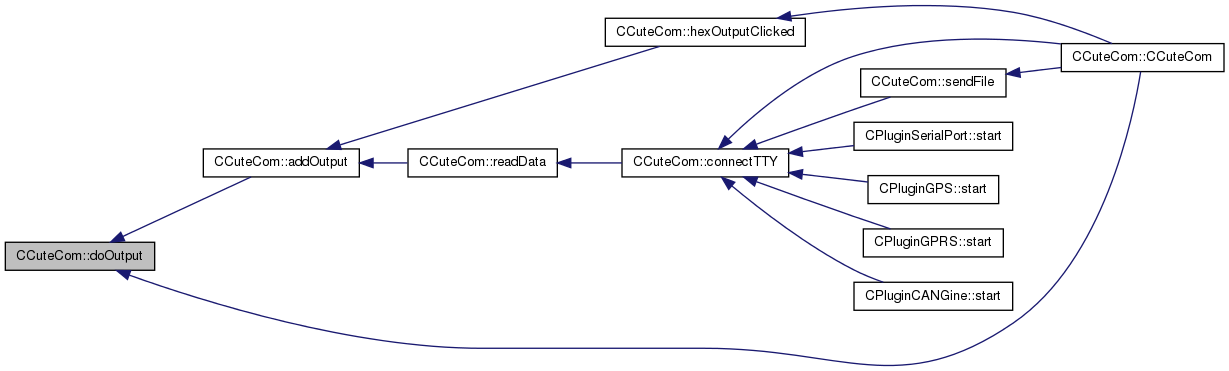 CCuteCom::hexOutputClicked
CCuteCom::CCuteCom
CCuteCom::sendFile
CPluginSerialPort::start
CCuteCom::addOutput
CCuteCom::readData
CCuteCom::connectTTY
CPluginGPS::start
CPluginGPRS::start
CCuteCom::doOutput
CPluginCANGine::start